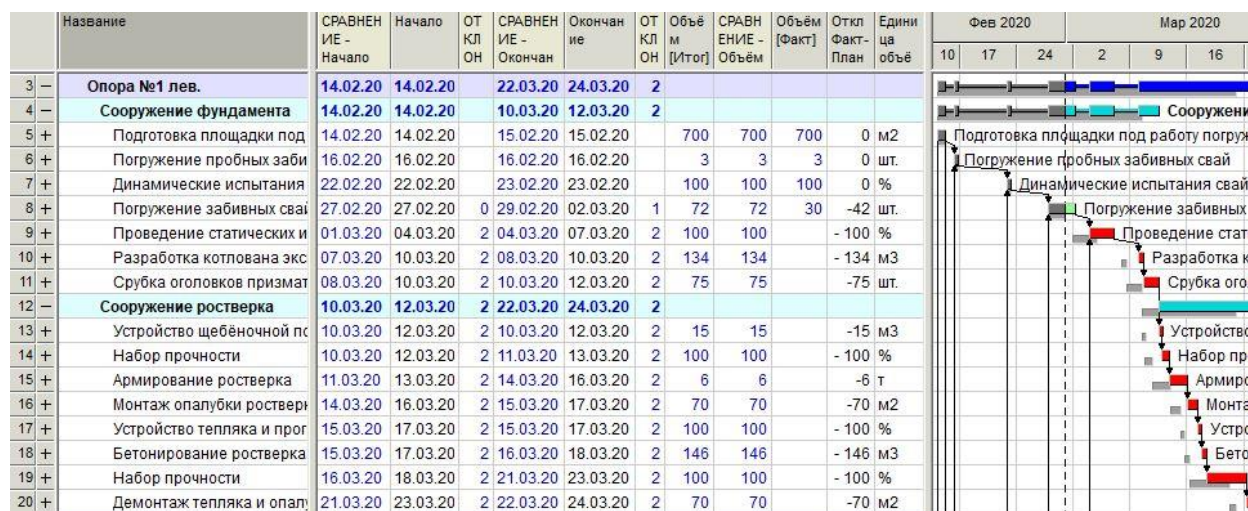 Название СРАВНЕН ИЕ - Начало Начало ОТ КЛ ОН СРАВНЕН ИЕ - Окончан Окончан ие ОТ КЛ ОН Объё м [Итог] СРАВН ЕНИЕ - Объём Объём [Факт] Откл Факт- План Едини ца объё Фев 2020 Мар 2020
10 17 24 2 9 16
3 Опора №1 лев. 14.02.20 14.02.20 22.03.20 24.03.20 2
4 Сооружение фундамента 14.02.20 14.02.20 10.03.20 12.03.20 2 Сооружени
5 Подготовка площадки под 14.02.20 14.02.20 15.02.20 15.02.20 700 700 700 0 м2 Подготовка площадки под работу погруж
6 Погружение пробных заби 16.02.20 16.02.20 16.02.20 16.02.20 3 3 3 0 шт. Погружение пробных забивных свай
7 Динамические испытания 22.02.20 22.02.20 23.02.20 23.02.20 100 100 100 0 % Динамические испытания свай
8 Погружение забивных свай 27.02.20 27.02.20 0 29.02.20 02.03.20 1 72 72 30 -42 шт. Погружение забивных
9 Проведение статических и 01.03.20 04.03.20 2 04.03.20 07.03.20 2 100 100 - 100 % Проведение стат
10 Разработка котлована экс 07.03.20 10.03.20 2 08.03.20 10.03.20 2 134 134 - 134 м3 Разработка к
11 Срубка оголовков призмат 08.03.20 10.03.20 2 10.03.20 12.03.20 2 75 75 -75 шт. Срубка ого
12 Сооружение ростверка 10.03.20 12.03.20 2 22.03.20 24.03.20 2
13 Устройство щебёночной по 10.03.20 12.03.20 2 10.03.20 12.03.20 2 15 15 -15 м3 Устройство
14 Набор прочности 10.03.20 12.03.20 2 11.03.20 13.03.20 2 100 100 - 100 % Набор пр
15 Армирование ростверка 11.03.20 13.03.20 2 14.03.20 16.03.20 2 6 6 -6 т Армиро
16 Монтаж опалубки ростверк 14.03.20 16.03.20 2 15.03.20 17.03.20 2 70 70 -70 м2 Монта
17 Устройство тепляка и прог 15.03.20 17.03.20 2 15.03.20 17.03.20 2 100 100 - 100 % Устро
18 Бетонирование ростверка 15.03.20 17.03.20 2 16.03.20 18.03.20 2 146 146 - 146 м3 Бето
19 Набор прочности 16.03.20 18.03.20 2 21.03.20 23.03.20 2 100 100 - 100 %
20 Демонтаж тепляка и опалу 21.03.20 23.03.20 2 22.03.20 24.03.20 2 70 70 -70 м2